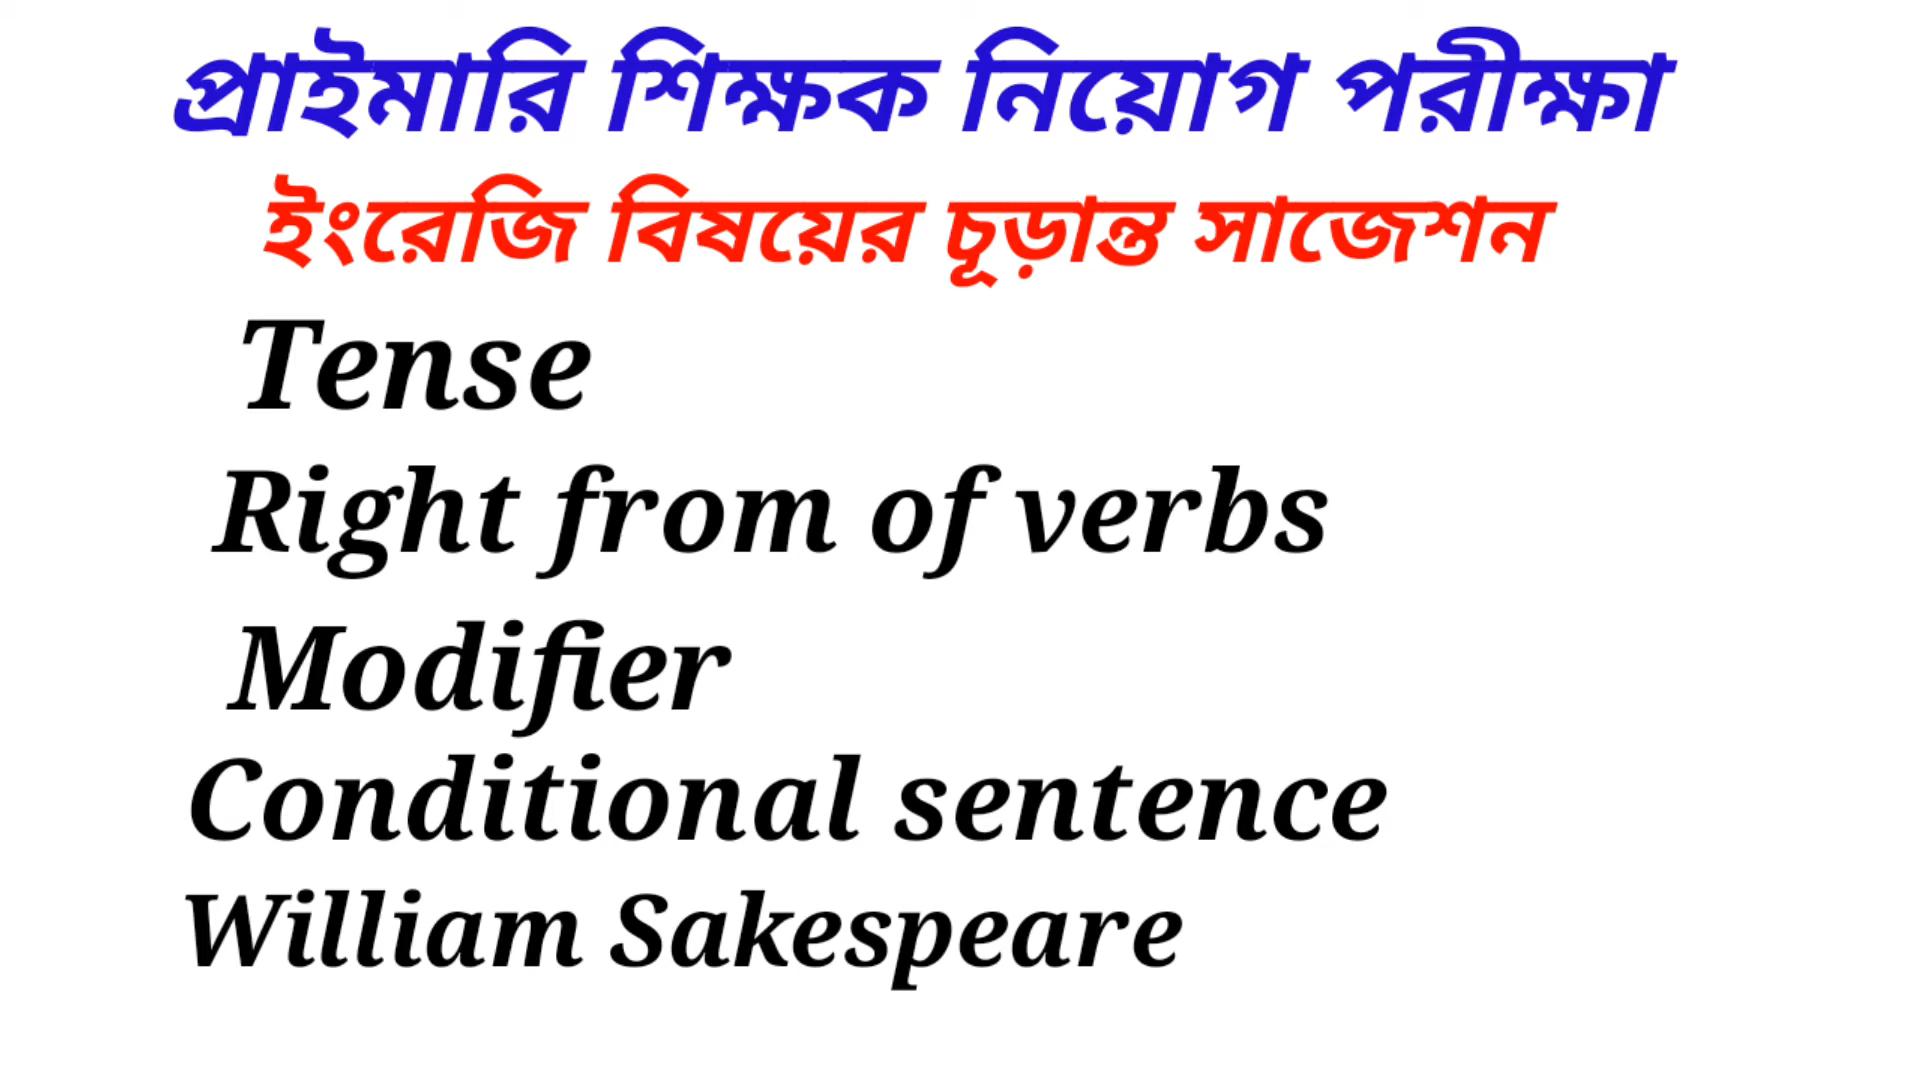 প্রাইমারি শিক্ষক নিয়োগ পরীক্ষা
ইংরেজি বিষয়ের চূড়ান্ত সাজেশন
Tense
Right from of verbs
Modifier
Conditional sentence
William Sakespeare